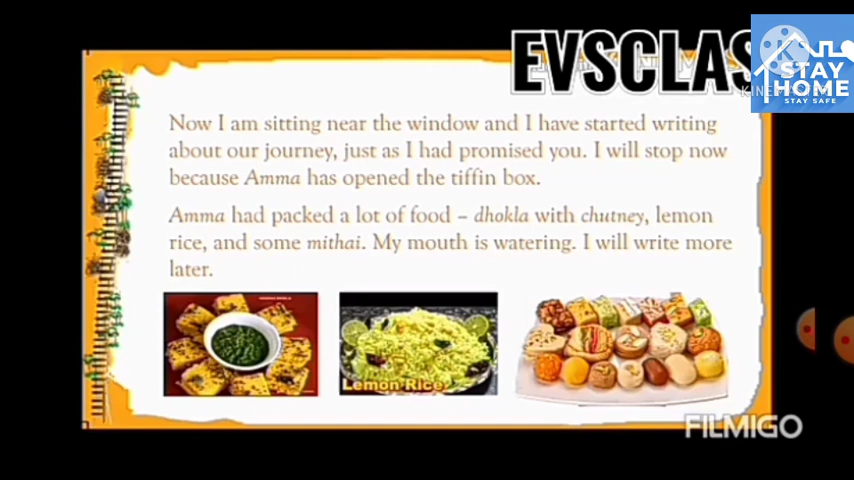 EVSCLAS
STAY
HOME
STAY SAFE
Now I am sitting near the window and I have started writing
about our journey, just as I had promised you. I will stop now
because Amma has opened the tiffin box.
Amma had packed a lot of food – dhokla with chutney, lemon
rice, and some mithai. My mouth is watering. I will write more
later.
Lemon Rice
FILMIGO